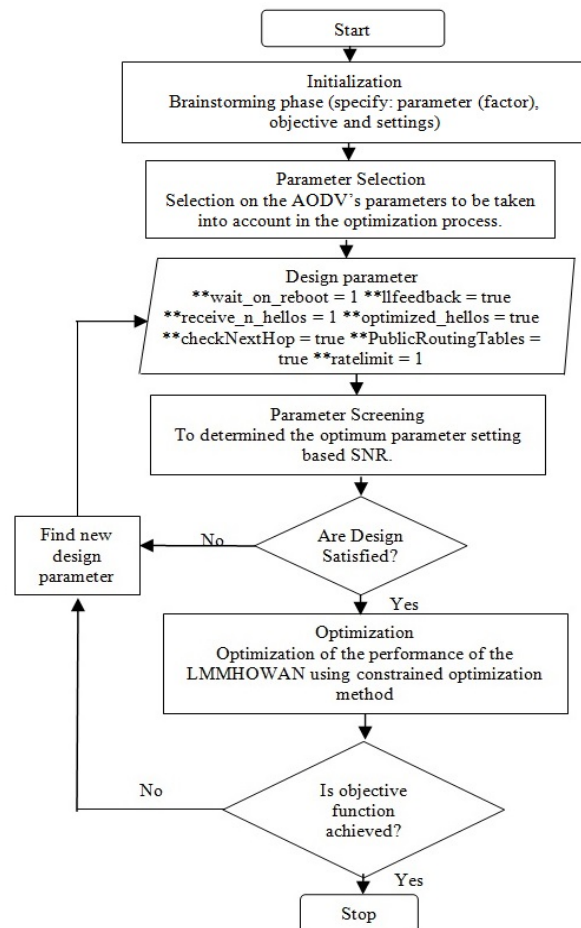 Start
Initialization
Brainstorming phase (specify: parameter (factor),
objective and settings)
Parameter Selection
Selection on the AODV's parameters to be taken
into account in the optimization process.
Design parameter
**wait_on_reboot = 1 **llfeedback = true
**receive_n_hellos = 1 **optimized_hellos = true
**checkNextHop = true **PublicRoutingTables =
true **ratelimit = 1
Parameter Screening
To determined the optimum parameter setting
based SNR.
Find new
design
parameter
No
Are Design
Satisfied?
Yes
Optimization
Optimization of the performance of the
LMMHOWAN using constrained optimization
method
No
Is objective
function
achieved?
Yes
Stop